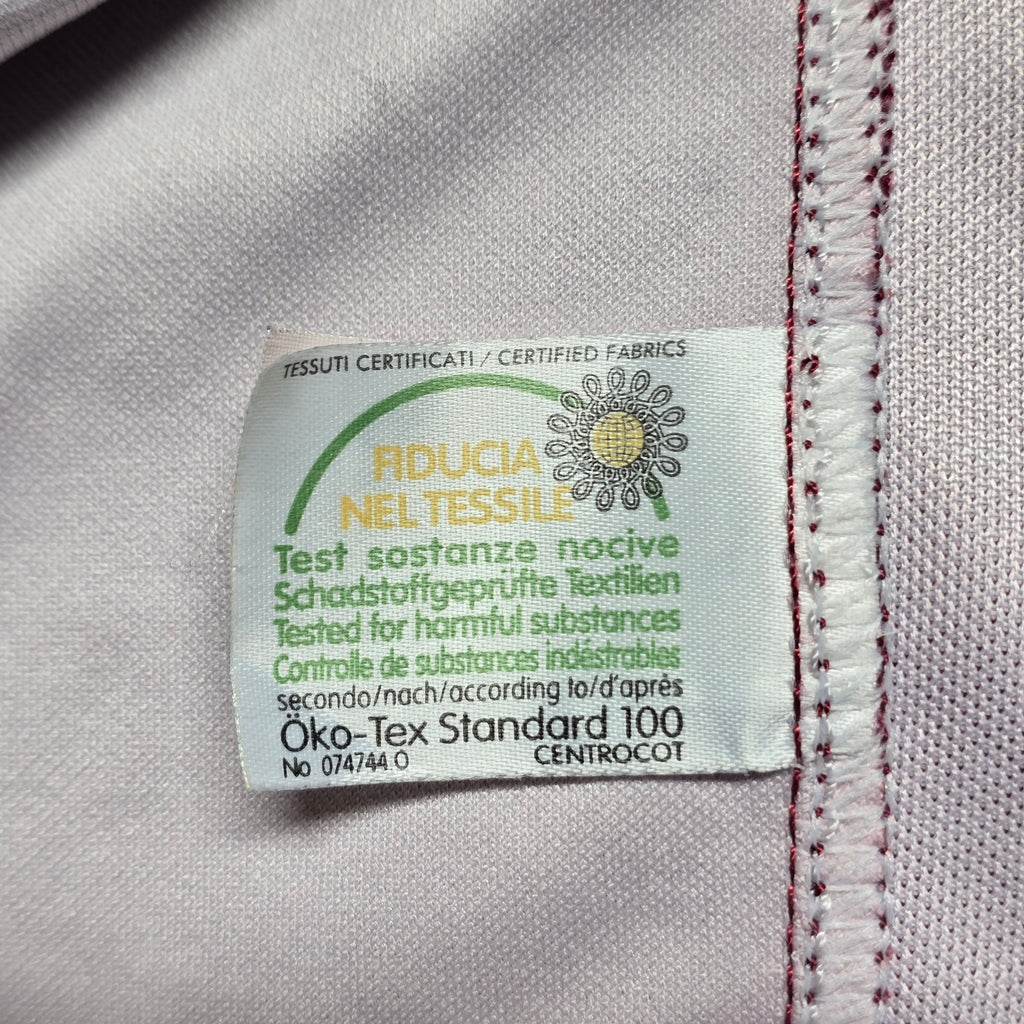 TESSUTI CERTIFICATI / CERTIFIED FABRICS
FIDUCIA
NEL TESSILE
Test sostanze nocive
Schadstoffgeprüfte Textilien
Tested for harmful substances
Controlle de substances indéstrables
secondo/nach/according to/d'après
Öko-Tex Standard 100
No 074744.0 CENTROCOT